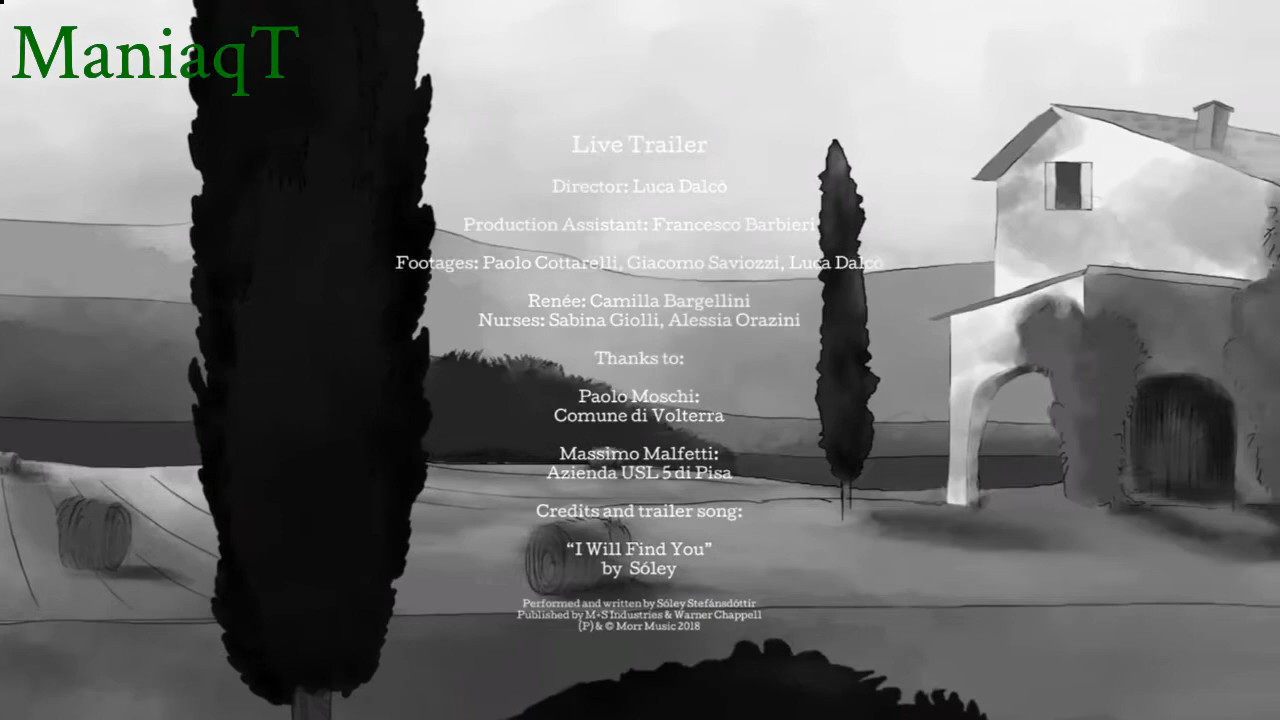 ManiaqT
Live Trailer
Director: Luca Dalcò
Production Assistant: Francesco Barbieri
Footages: Paolo Cottarelli, Giacomo Saviozzi, Luca Dalcò
Renée: Camilla Bargellini
Nurses: Sabina Giolli, Alessia Orazini
Thanks to:
Paolo Moschi:
Comune di Volterra
Massimo Malfetti:
Azienda USL 5 di Pisa
Credits and trailer song:
“I Will Find You”
by Sóley
Performed and written by Sóley Stefánsdóttir
Published by M+S Industries & Warner Chappell
(P) & © Morr Music 2018